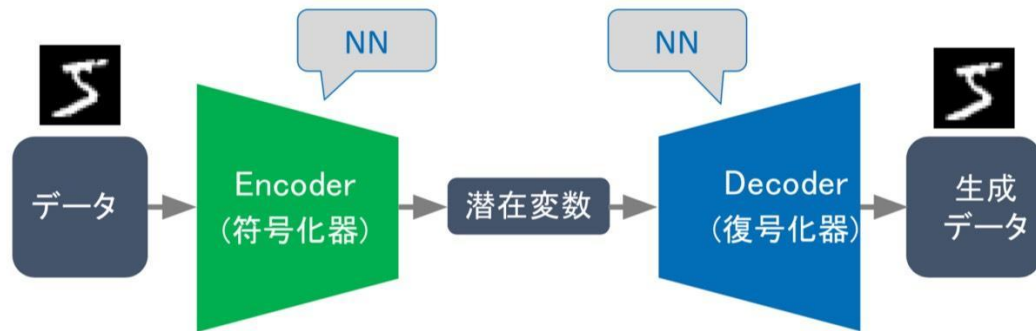 NN
NN
データ
Encoder
(符号化器)
潜在変数
Decoder
(復号化器)
生成
データ